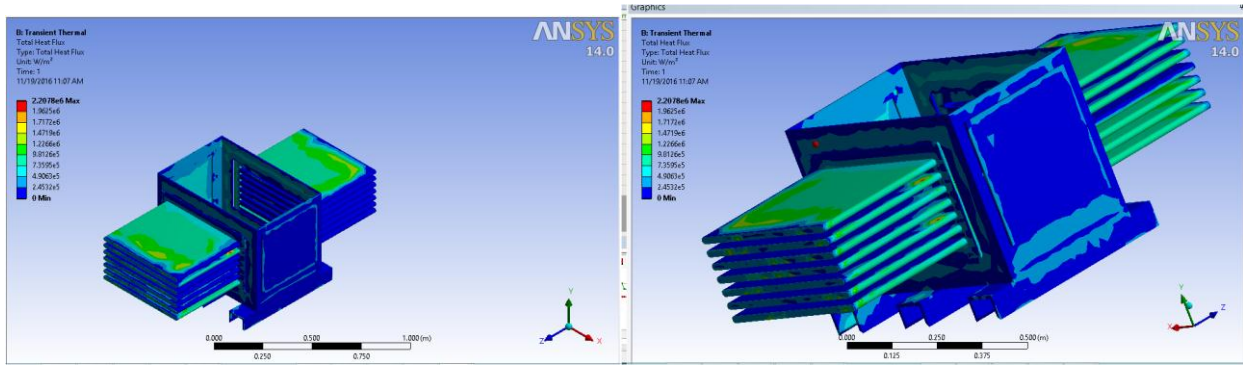 Graphics
B: Transient Thermal
Total Heat Flux
Type: Total Heat Flux
Unit: W/m²
Time: 1
11/19/2016 11:07 AM
2.2078e6 Max
1.9625e6
1.7172e6
1.4719e6
1.2266e6
9.8126e5
7.3595e5
4.9063e5
2.4532e5
0 Min
ANSYS
14.0
0.000
0.500
1.000 (m)
0.250
0.750
Y
Z
X
B: Transient Thermal
Total Heat Flux
Type: Total Heat Flux
Unit: W/m²
Time: 1
11/19/2016 11:07 AM
2.2078e6 Max
1.9625e6
1.7172e6
1.4719e6
1.2266e6
9.8126e5
7.3595e5
4.9063e5
2.4532e5
0 Min
ANSYS
14.0
0.000
0.250
0.500 (m)
0.125
0.375
Y
X
Z